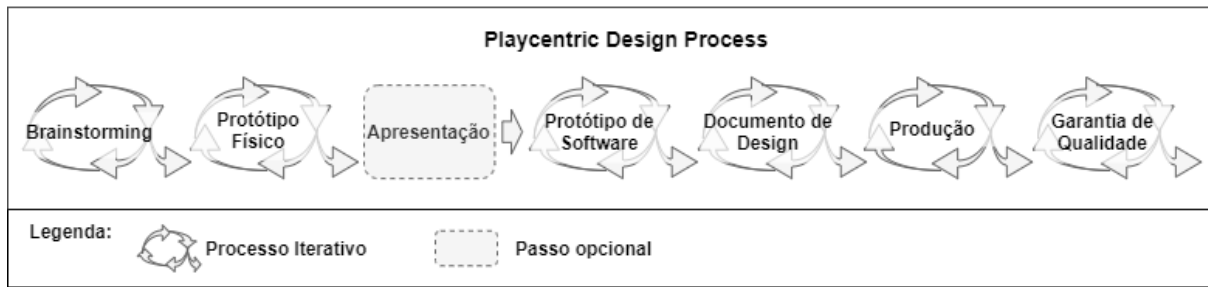 Playcentric Design Process
Brainstorming
Protótipo
Físico
Apresentação
Protótipo de
Software
Documento de
Design
Produção
Garantia de
Qualidade
Legenda:
Processo Iterativo
Passo opcional